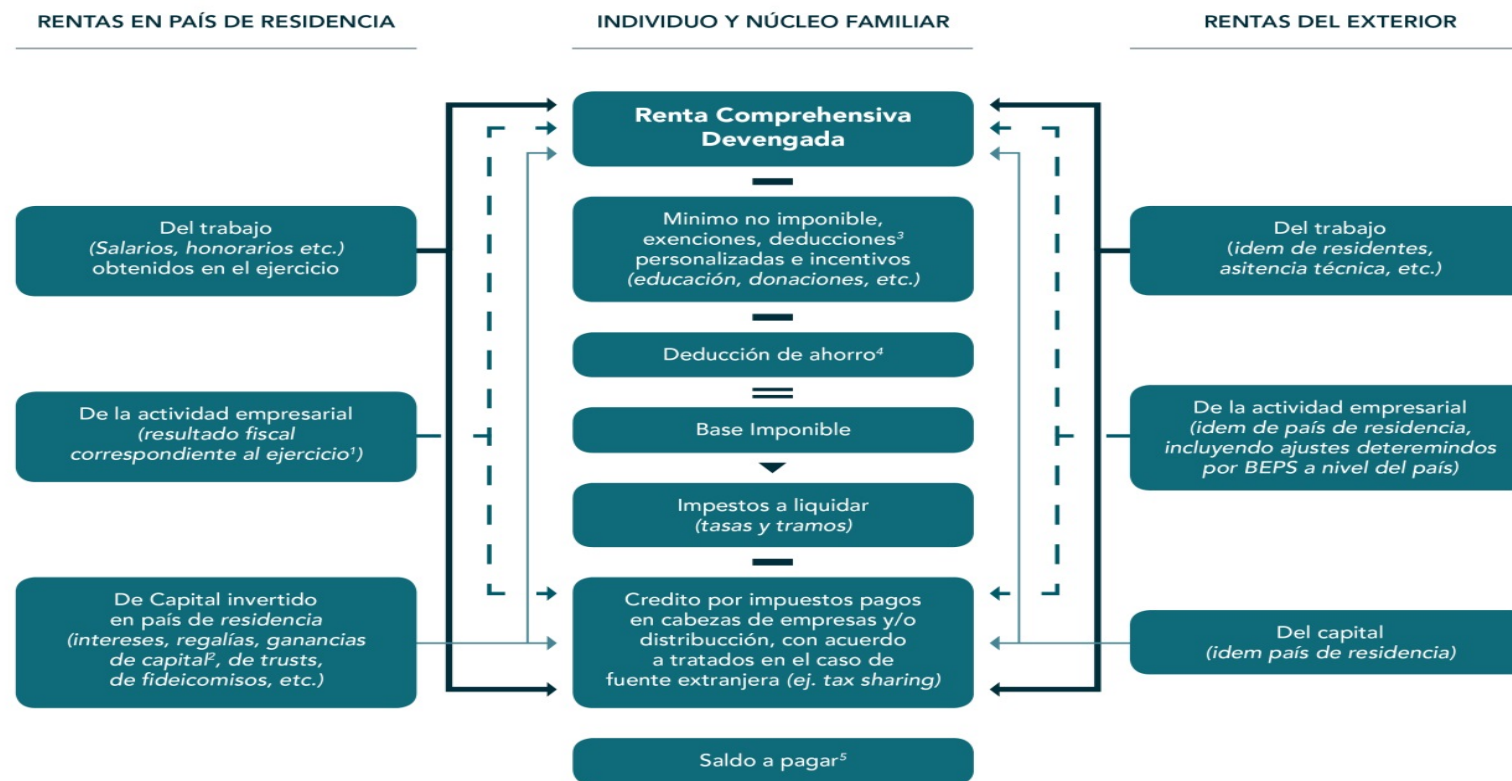 RENTAS EN PAÍS DE RESIDENCIA
INDIVIDUO Y NÚCLEO FAMILIAR
RENTAS DEL EXTERIOR
Renta Comprehensiva
Devengada
Del trabajo
(Salarios, honorarios etc.)
obtenidos en el ejercicio
Minimo no imponible,
exenciones, deducciones³
personalizadas e incentivos
(educación, donaciones, etc.)
Del trabajo
(idem de residentes,
asitencia técnica, etc.)
Deducción de ahorro⁴
De la actividad empresarial
(resultado fiscal
correspondiente al ejercicio¹)
Base Imponible
De la actividad empresarial
(idem de país de residencia,
incluyendo ajustes deteremindos
por BEPS a nivel del país)
Impestos a liquidar
(tasas y tramos)
De Capital invertido
en país de residencia
(intereses, regalías, ganancias
de capital², de trusts,
de fideicomisos, etc.)
Credito por impuestos pagos
en cabezas de empresas y/o
distribucción, con acuerdo
a tratados en el caso de
fuente extranjera (ej. tax sharing)
Del capital
(idem país de residencia)
Saldo a pagar⁵